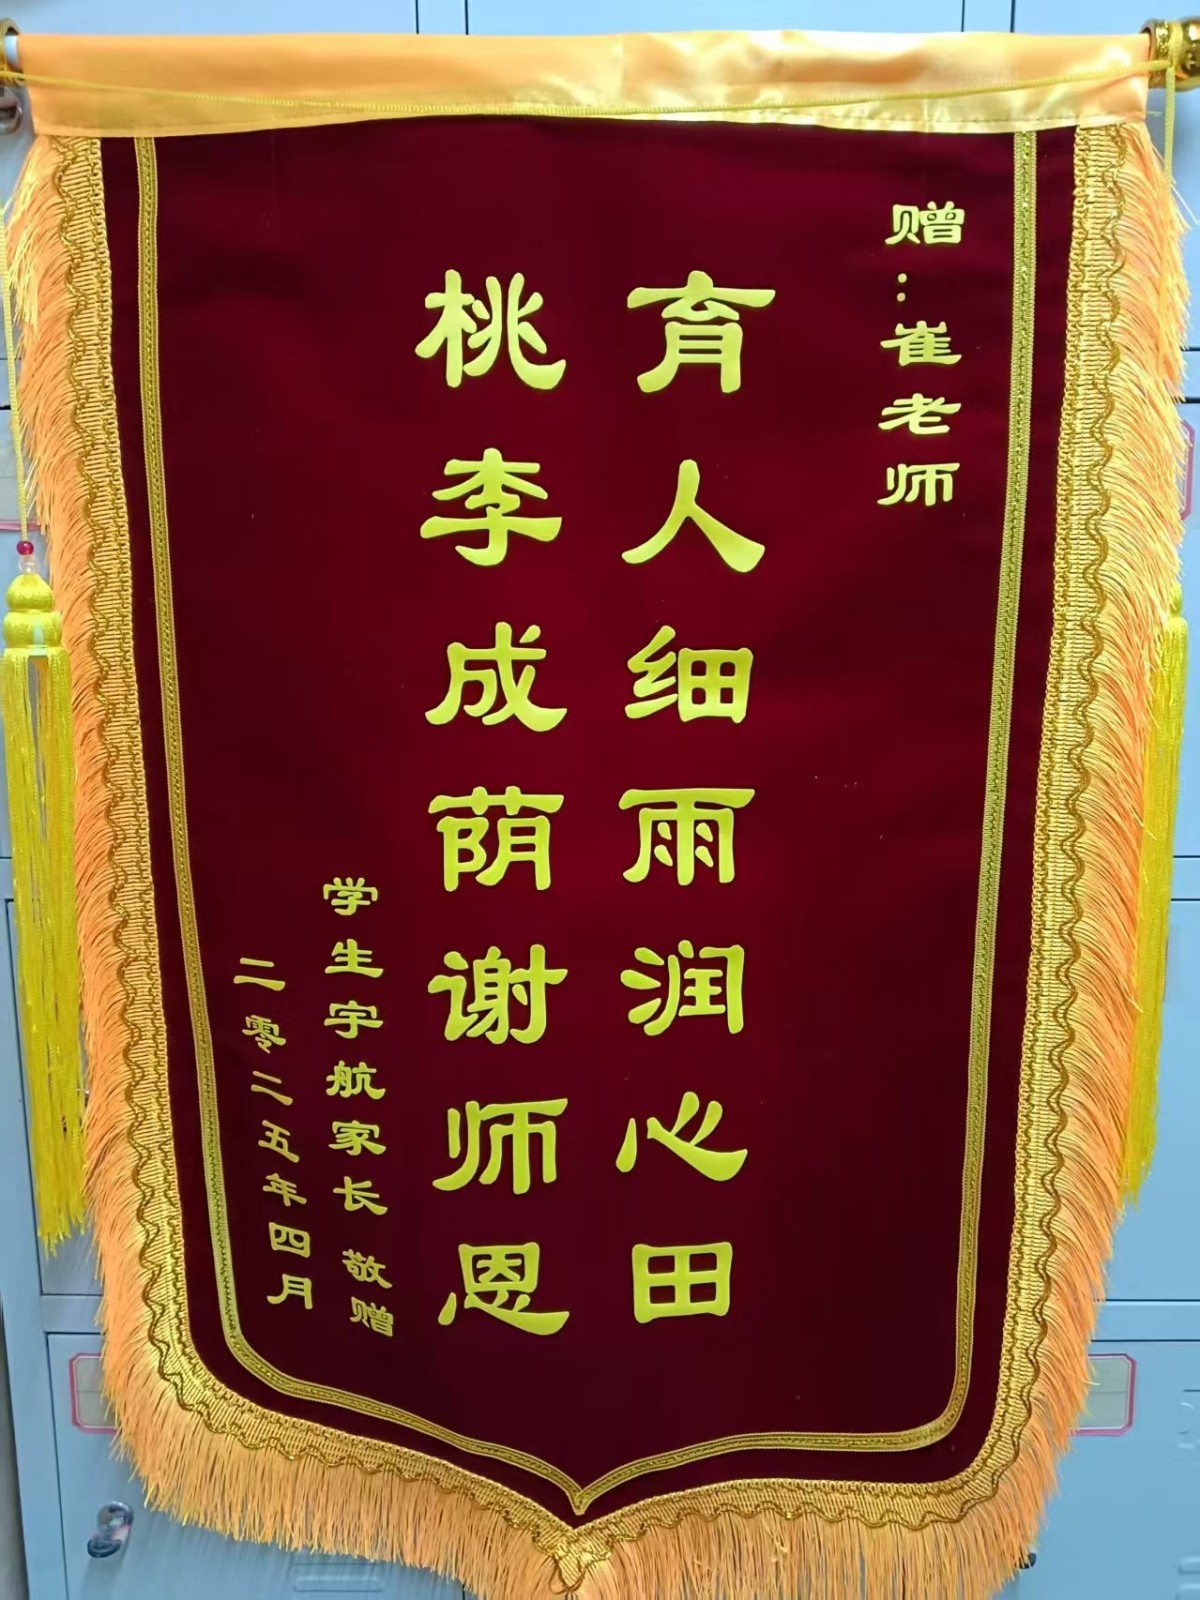 赠：崔老师
育人细雨润心田
桃李成荫谢师恩
学生宇航家长 敬赠
二零二五年四月